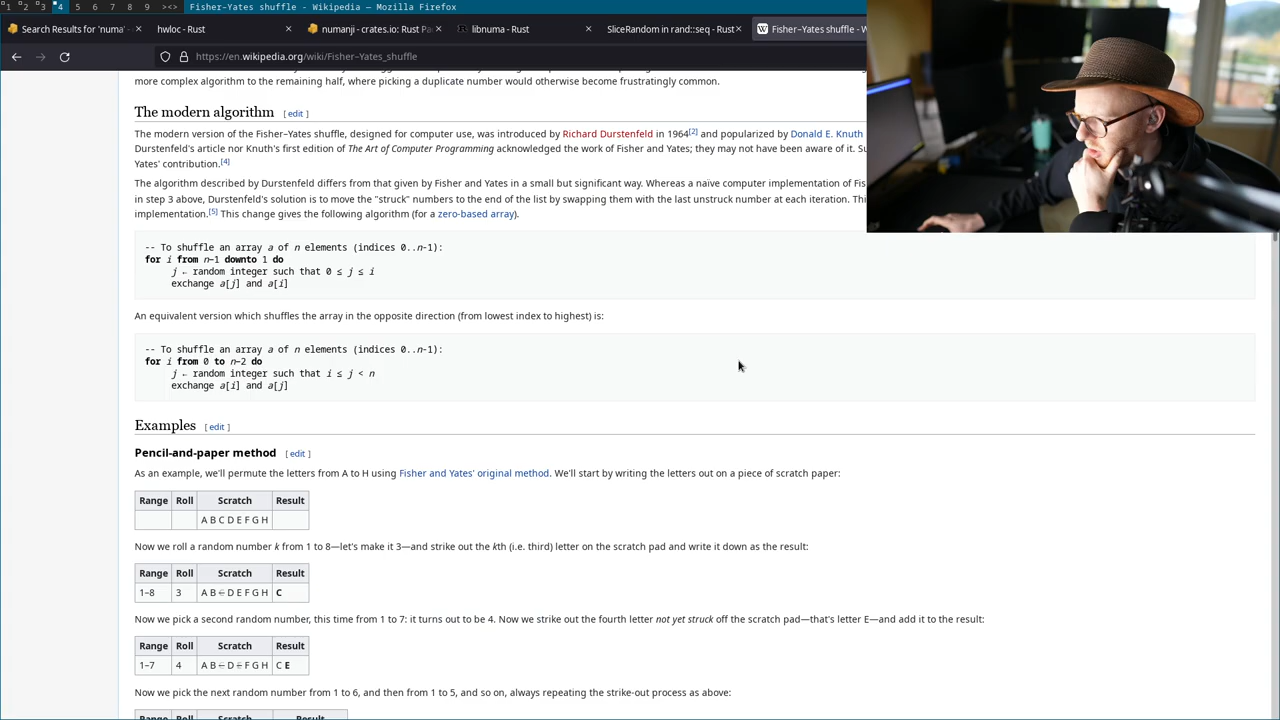 1 2 3 4 5 6 7 8 9 ><> Fisher–Yates shuffle - Wikipedia — Mozilla Firefox
Search Results for 'numa' hwloc - Rust × numanji - crates.io: Rust Pa × libnuma - Rust × SliceRandom in rand::seq - Rust × Fisher–Yates shuffle - W
https://en.wikipedia.org/wiki/Fisher–Yates_shuffle
more complex algorithm to the remaining half, where picking a duplicate number would otherwise become frustratingly common.
The modern algorithm [ edit ]
The modern version of the Fisher–Yates shuffle, designed for computer use, was introduced by Richard Durstenfeld in 1964[2] and popularized by Donald E. Knuth
Durstenfeld's article nor Knuth's first edition of The Art of Computer Programming acknowledged the work of Fisher and Yates; they may not have been aware of it. Su
Yates' contribution.[4]
The algorithm described by Durstenfeld differs from that given by Fisher and Yates in a small but significant way. Whereas a naïve computer implementation of Fis
in step 3 above, Durstenfeld's solution is to move the "struck" numbers to the end of the list by swapping them with the last unstruck number at each iteration. Thi
implementation.[5] This change gives the following algorithm (for a zero-based array).
-- To shuffle an array a of n elements (indices 0..n-1):
for i from n−1 downto 1 do
j ← random integer such that 0 ≤ j ≤ i
exchange a[j] and a[i]
An equivalent version which shuffles the array in the opposite direction (from lowest index to highest) is:
-- To shuffle an array a of n elements (indices 0..n-1):
for i from 0 to n−2 do
j ← random integer such that i ≤ j < n
exchange a[i] and a[j]
Examples [ edit ]
Pencil-and-paper method [ edit ]
As an example, we'll permute the letters from A to H using Fisher and Yates' original method. We'll start by writing the letters out on a piece of scratch paper:
Range Roll Scratch Result
A B C D E F G H
Now we roll a random number k from 1 to 8—let's make it 3—and strike out the kth (i.e. third) letter on the scratch pad and write it down as the result:
Range Roll Scratch Result
1–8 3 A B C D E F G H C
Now we pick a second random number, this time from 1 to 7: it turns out to be 4. Now we strike out the fourth letter not yet struck off the scratch pad—that's letter E—and add it to the result:
Range Roll Scratch Result
1–7 4 A B C D E F G H C E
Now we pick the next random number from 1 to 6, and then from 1 to 5, and so on, always repeating the strike-out process as above:
Range Roll Scratch Result